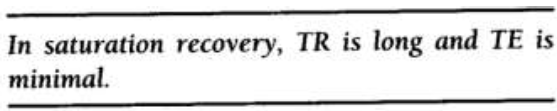 In saturation recovery, TR is long and TE is
minimal.